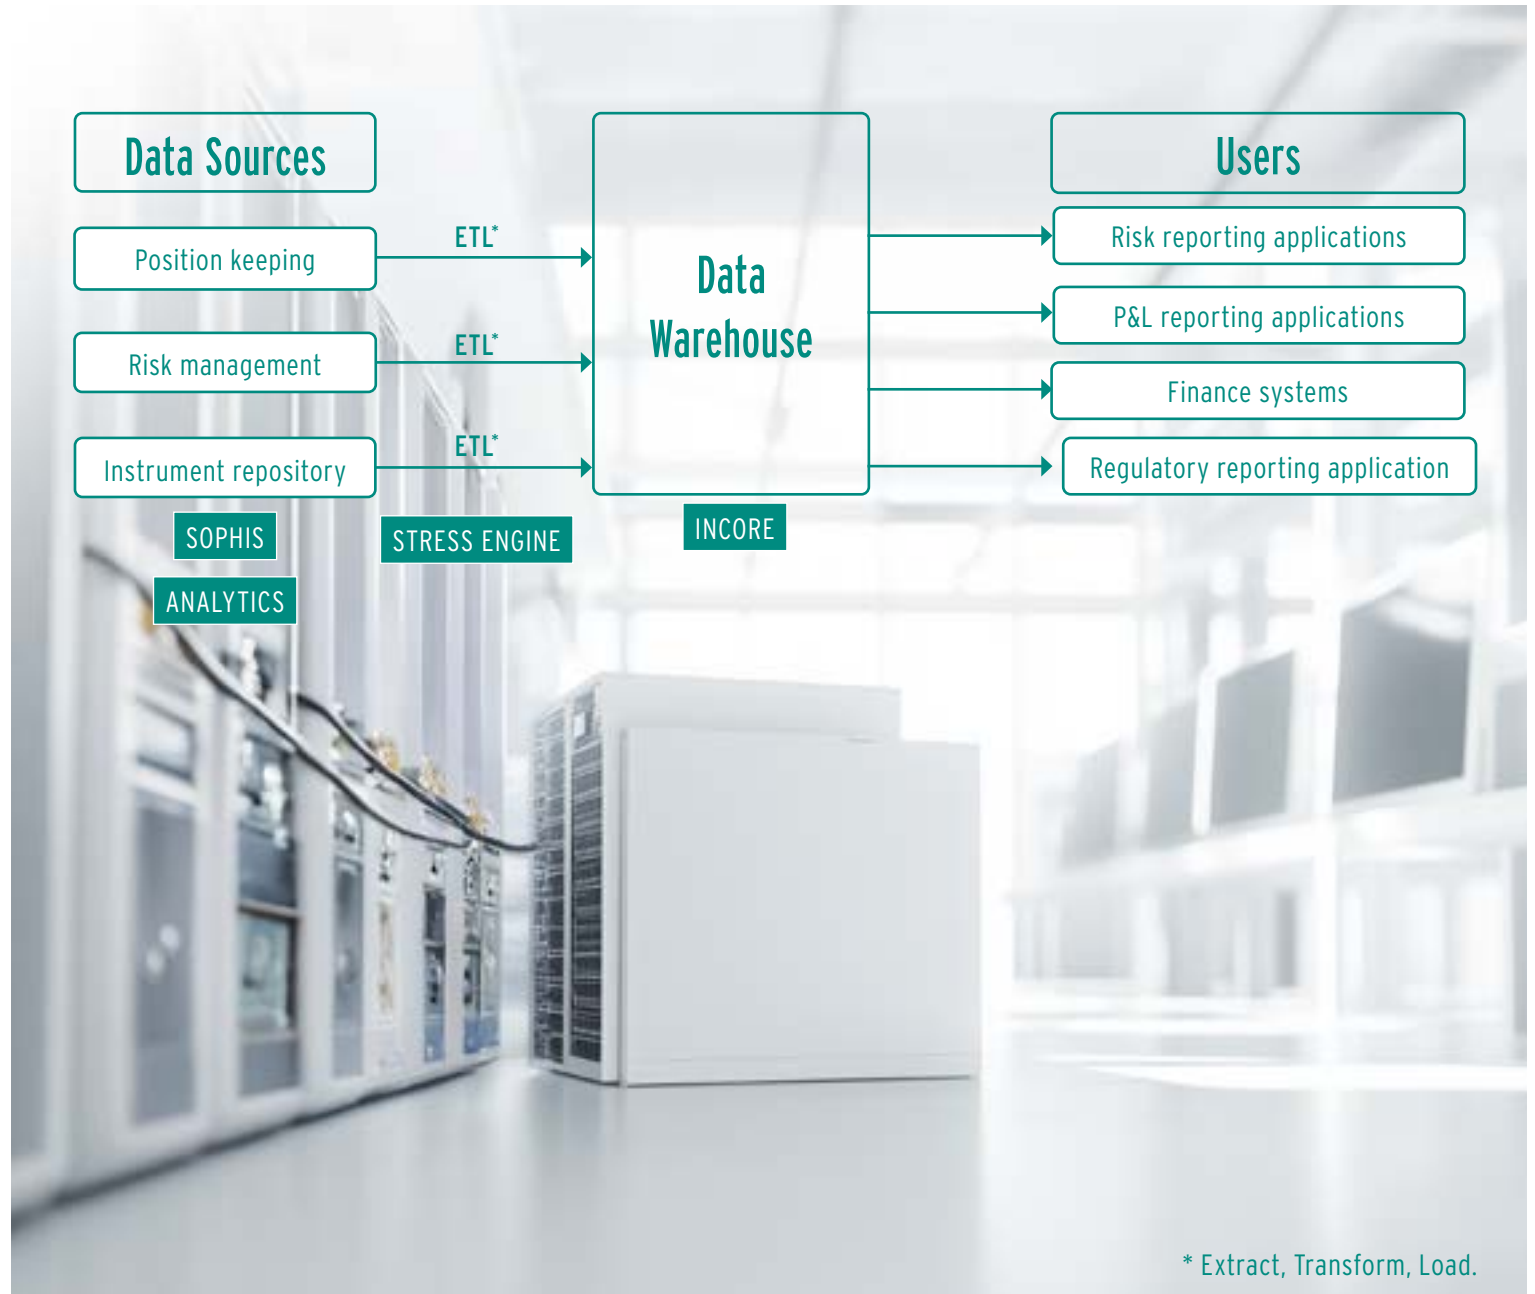 Data Sources
Position keeping
Risk management
Instrument repository
SOPHIS
ANALYTICS
ETL*
ETL*
ETL*
STRESS ENGINE
Data
Warehouse
INCORE
Users
Risk reporting applications
P&L reporting applications
Finance systems
Regulatory reporting application
* Extract, Transform, Load.